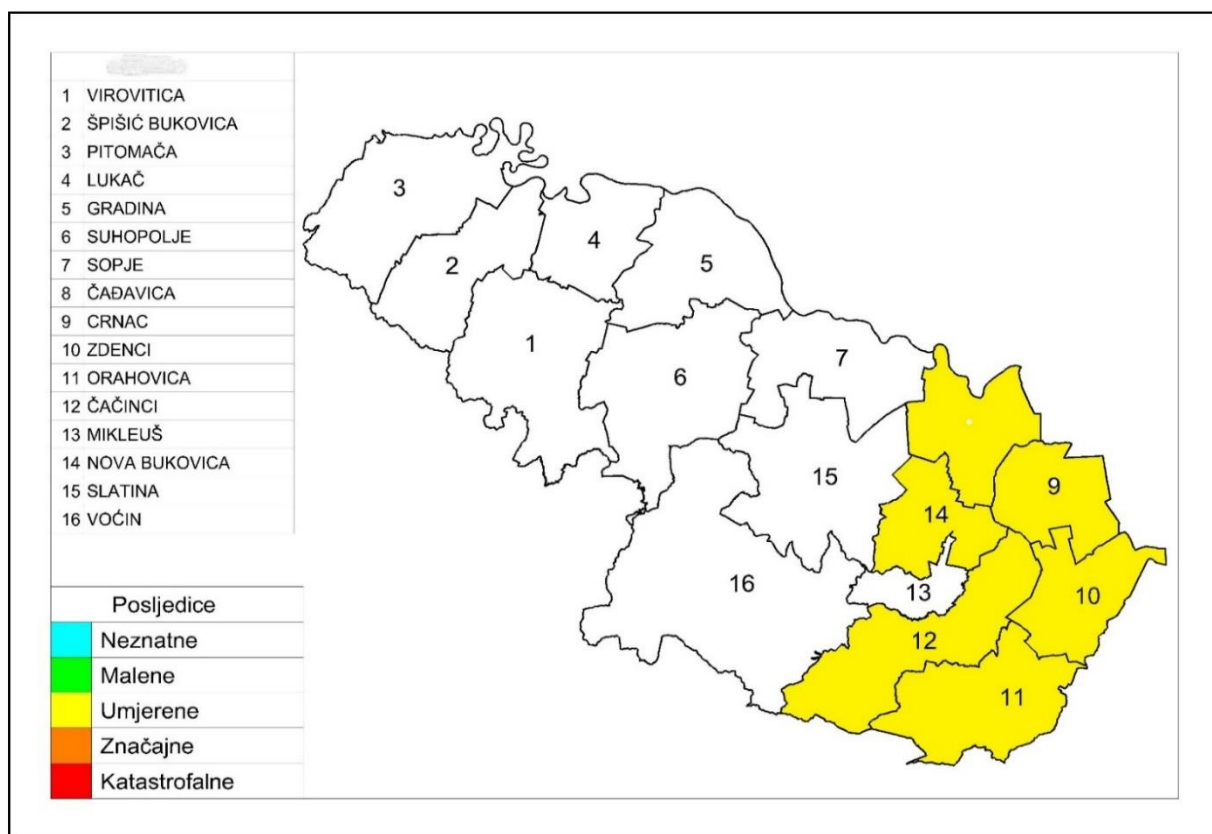 1 VIROVITICA
2 ŠPIŠIĆ BUKOVICA
3 PITOMAČA
4 LUKAČ
5 GRADINA
6 SUHOPOLJE
7 SOPJE
8 ČAĐAVICA
9 CRNAC
10 ZDENCI
11 ORAHOVICA
12 ČAČINCI
13 MIKLEUŠ
14 NOVA BUKOVICA
15 SLATINA
16 VOĆIN
Posljedice
Neznatne
Malene
Umjerene
Značajne
Katastrofalne
3
4
2
5
1
7
6
15
9
14
16
13
10
12
11